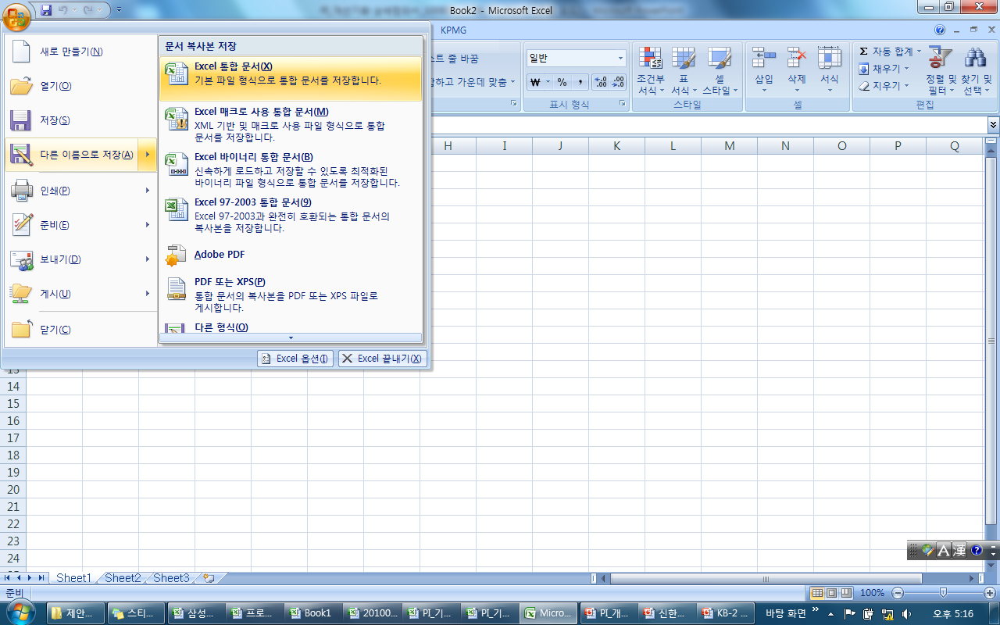 Book2 - Microsoft Excel
KPMG
새로 만들기(N)
열기(O)
저장(S)
다른 이름으로 저장(A)
인쇄(P)
준비(E)
보내기(D)
게시(U)
닫기(C)
문서 복사본 저장
Excel 통합 문서(X)
기본 파일 형식으로 통합 문서를 저장합니다.
Excel 매크로 사용 통합 문서(M)
XML 기반 및 매크로 사용 파일 형식으로 통합
문서를 저장합니다.
Excel 바이너리 통합 문서(B)
신속하게 로드하고 저장할 수 있도록 최적화된
바이너리 파일 형식으로 통합 문서를 저장합니다.
Excel 97-2003 통합 문서(9)
Excel 97-2003과 완전히 호환되는 통합 문서의
복사본을 저장합니다.
Adobe PDF
PDF 또는 XPS(P)
통합 문서의 복사본을 PDF 또는 XPS 파일로
게시합니다.
다른 형식(O)
Excel 옵션(I)
Excel 끝내기(X)
스트 줄 바꿈
합하고 가운데 맞춤
일반
₩ % , .00 .00
표시 형식
조건부 서식
표 서식
셀 스타일
스타일
삽입
삭제
서식
셀
Σ 자동 합계
채우기
지우기
정렬 및 필터
찾기 및 선택
편집
H I J K L M N O P Q
14
15
16
17
18
19
20
21
22
23
24
A 漢
Sheet1 Sheet2 Sheet3
준비
100%
제안...
스티...
삼성...
프로...
Book1
20100...
PI_기...
PI_기...
Micro...
PI_개...
신한...
KB-2 ...
바탕 화면
오후 5:16